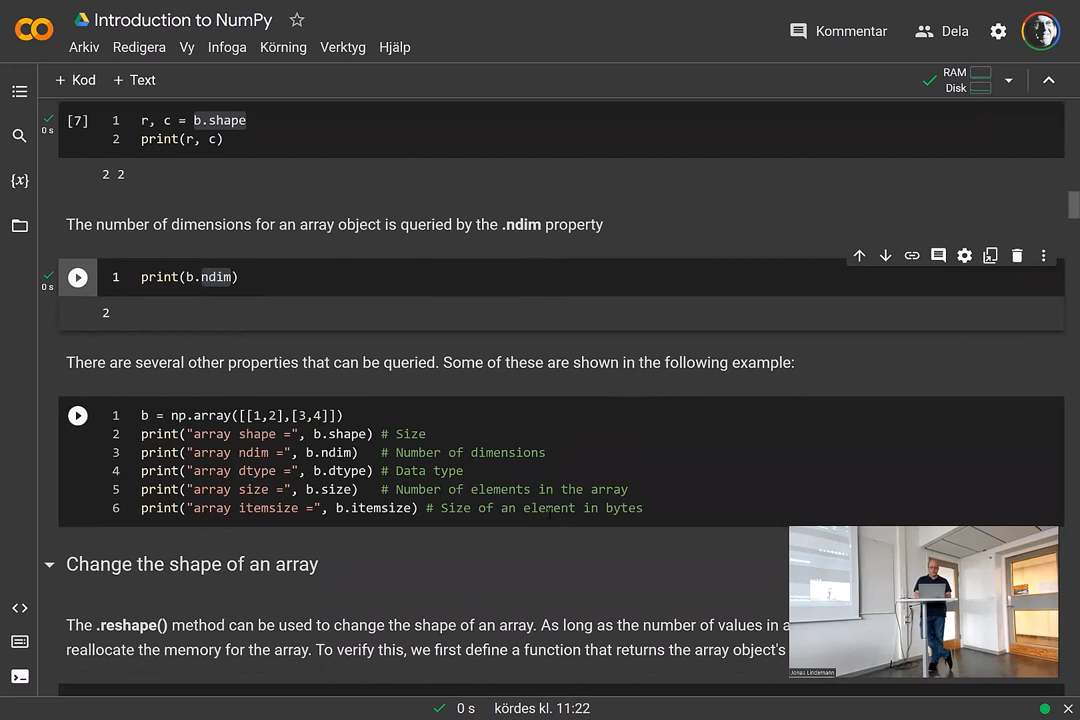 Introduction to NumPy
Arkiv Redigera Vy Infoga Körning Verktyg Hjälp
Kommentar Dela
+ Kod + Text
RAM
Disk
[7] 1 r, c = b.shape
0 s
2 print(r, c)
2 2
{x}
The number of dimensions for an array object is queried by the .ndim property
1 print(b.ndim)
0 s
2
There are several other properties that can be queried. Some of these are shown in the following example:
1 b = np.array([[1,2],[3,4]])
2 print("array shape =", b.shape) # Size
3 print("array ndim =", b.ndim) # Number of dimensions
4 print("array dtype =", b.dtype) # Data type
5 print("array size =", b.size) # Number of elements in the array
6 print("array itemsize =", b.itemsize) # Size of an element in bytes
Change the shape of an array
The .reshape() method can be used to change the shape of an array. As long as the number of values in a
reallocate the memory for the array. To verify this, we first define a function that returns the array object's
Jonas Lindemann
0 s kördes kl. 11:22